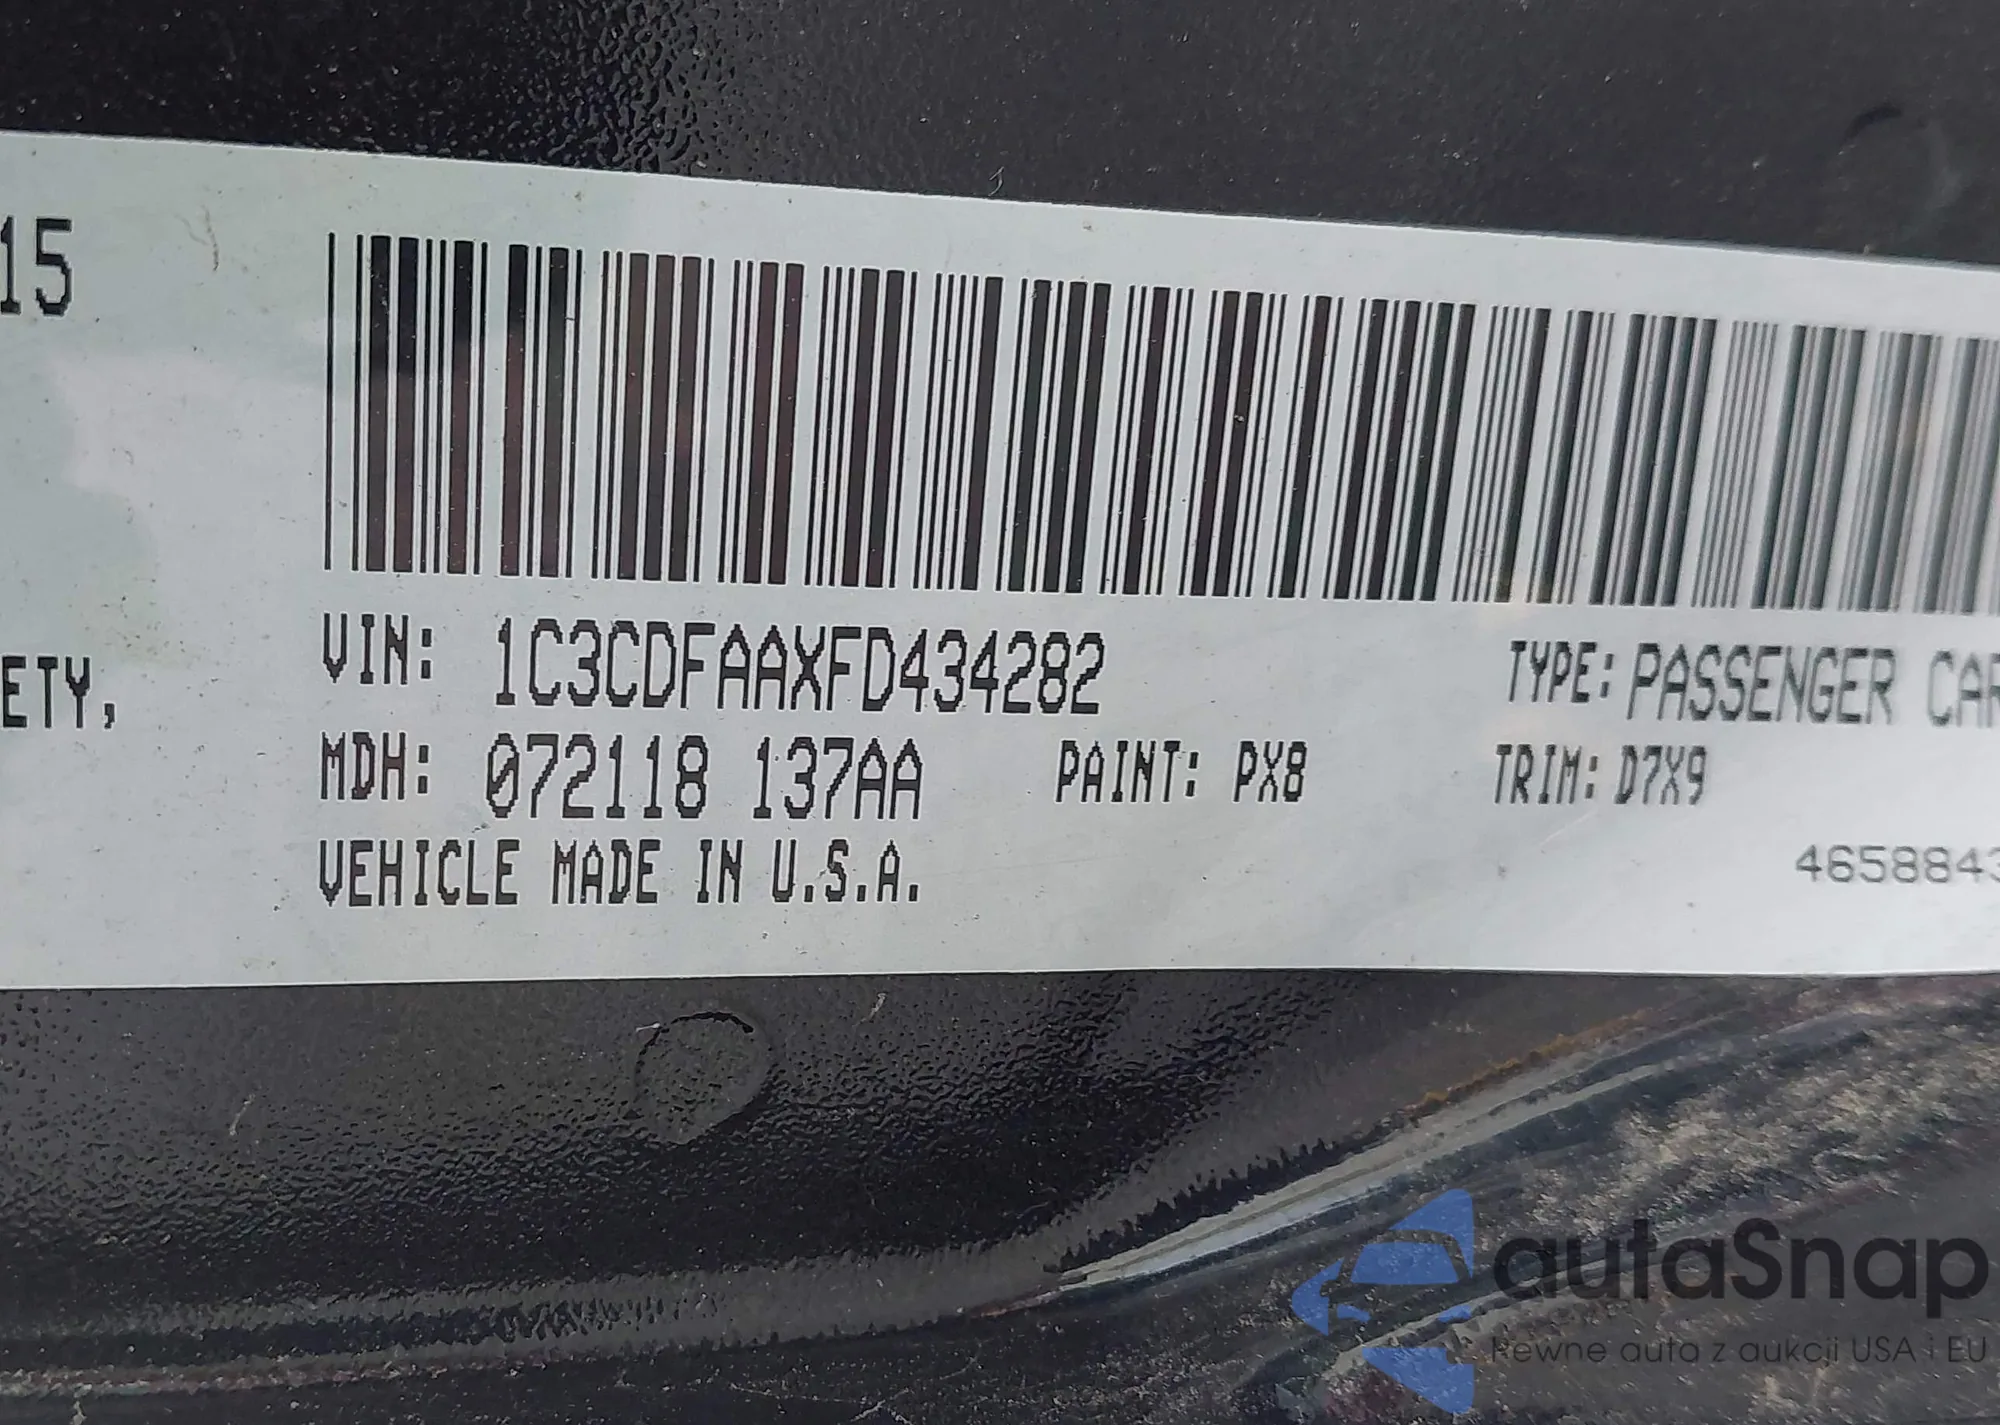 15
ETY,
VIN: 1C3CDFAAXFD434282 TYPE: PASSENGER CAR
MDH: 072118 137AA PAINT: PX8 TRIM: D7X9
VEHICLE MADE IN U.S.A.
4658843
autaSnap
Pewne auta z aukcji USA i EU